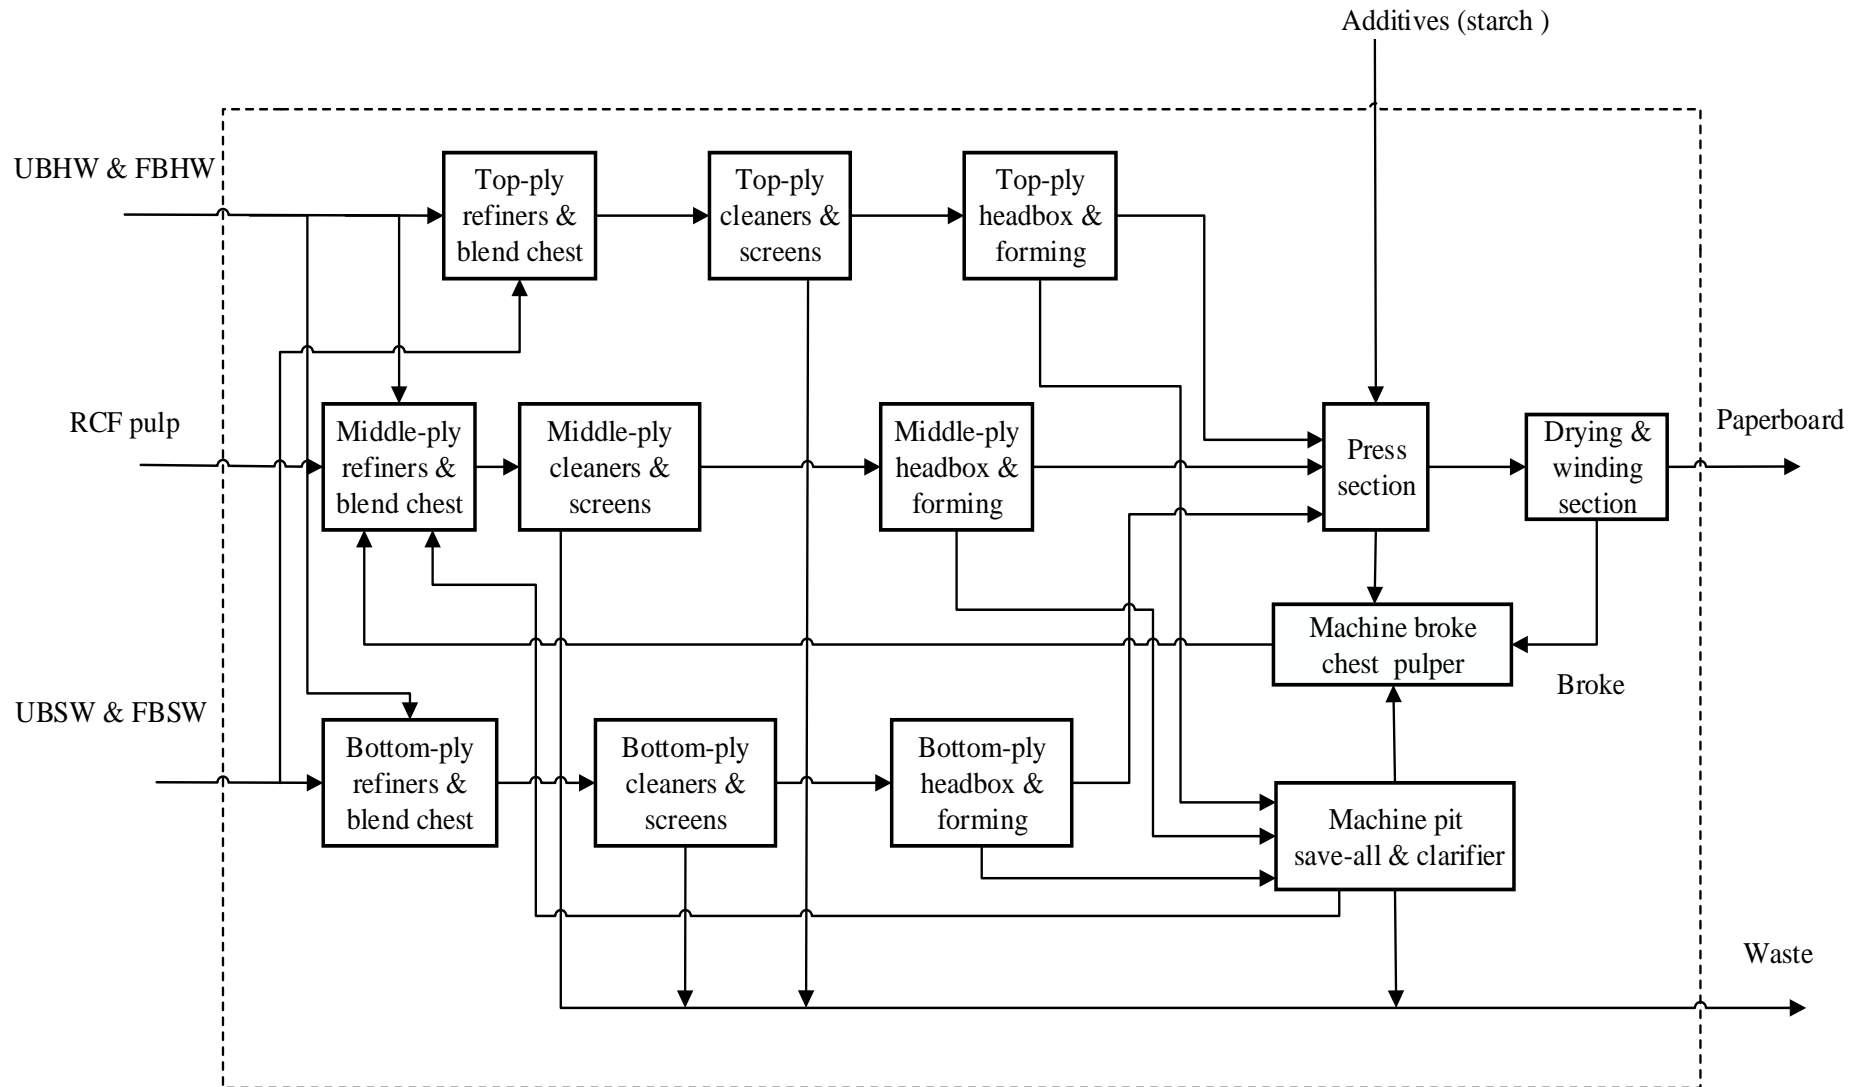 Additives (starch )
UBHW & FBHW
Top-ply
refiners &
blend chest
Top-ply
cleaners &
screens
Top-ply
headbox &
forming
RCF pulp
Middle-ply
refiners &
blend chest
Middle-ply
cleaners &
screens
Middle-ply
headbox &
forming
Press
section
Drying &
winding
section
Paperboard
Machine broke
chest pulper
Broke
UBSW & FBSW
Bottom-ply
refiners &
blend chest
Bottom-ply
cleaners &
screens
Bottom-ply
headbox &
forming
Machine pit
save-all & clarifier
Waste